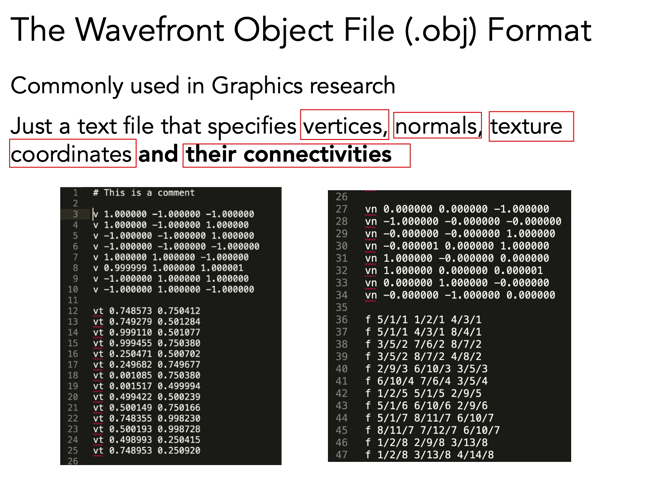 The Wavefront Object File (.obj) Format
Commonly used in Graphics research
Just a text file that specifies vertices, normals, texture
coordinates and their connectivities
1 # This is a comment
2
3 v 1.000000 -1.000000 -1.000000
4 v 1.000000 -1.000000 1.000000
5 v -1.000000 -1.000000 1.000000
6 v -1.000000 -1.000000 -1.000000
7 v 1.000000 1.000000 -1.000000
8 v 0.999999 1.000000 1.000001
9 v -1.000000 1.000000 1.000000
10 v -1.000000 1.000000 -1.000000
11
12 vt 0.748573 0.750412
13 vt 0.749279 0.501284
14 vt 0.999110 0.501077
15 vt 0.999455 0.750380
16 vt 0.250471 0.500702
17 vt 0.249682 0.749677
18 vt 0.001085 0.750380
19 vt 0.001517 0.499994
20 vt 0.499422 0.500239
21 vt 0.500149 0.750166
22 vt 0.748355 0.998230
23 vt 0.500193 0.998728
24 vt 0.498993 0.250415
25 vt 0.748953 0.250920
26
26
27 vn 0.000000 0.000000 -1.000000
28 vn -1.000000 -0.000000 -0.000000
29 vn -0.000000 -0.000000 1.000000
30 vn -0.000001 0.000000 1.000000
31 vn 1.000000 -0.000000 0.000000
32 vn 1.000000 0.000000 0.000001
33 vn 0.000000 1.000000 -0.000000
34 vn -0.000000 -1.000000 0.000000
35
36 f 5/1/1 1/2/1 4/3/1
37 f 5/1/1 4/3/1 8/4/1
38 f 3/5/2 7/6/2 8/7/2
39 f 3/5/2 8/7/2 4/8/2
40 f 2/9/3 6/10/3 3/5/3
41 f 6/10/4 7/6/4 3/5/4
42 f 1/2/5 5/1/5 2/9/5
43 f 5/1/6 6/10/6 2/9/6
44 f 5/1/7 8/11/7 6/10/7
45 f 8/11/7 7/12/7 6/10/7
46 f 1/2/8 2/9/8 3/13/8
47 f 1/2/8 3/13/8 4/14/8